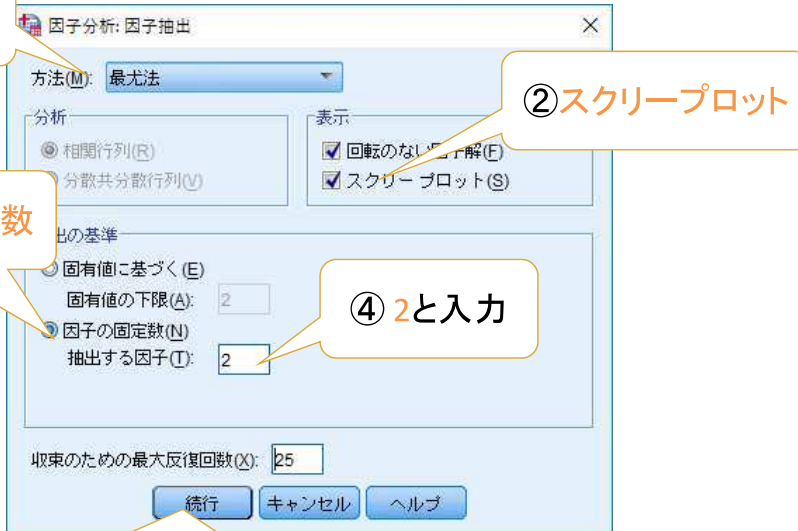 因子分析: 因子抽出
方法(M): 最尤法
②スクリープロット
分析
相関行列(R)
分散共分散行列(V)
表示
回転のない因子解(F)
スクリー プロット(S)
数
出の基準
固有値に基づく(E)
固有値の下限(A): 2
因子の固定数(N)
抽出する因子(T): 2
④ 2と入力
収束のための最大反復回数(X): 25
続行 キャンセル ヘルプ